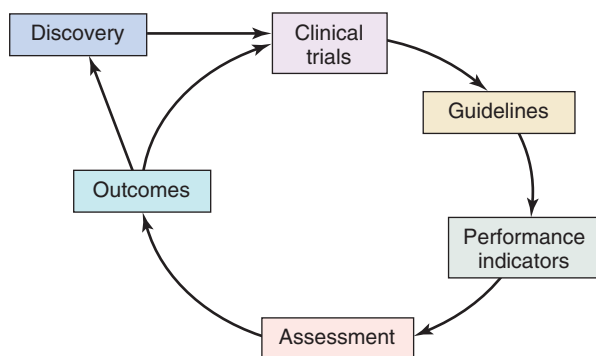 Discovery
Clinical
trials
Guidelines
Outcomes
Performance
indicators
Assessment